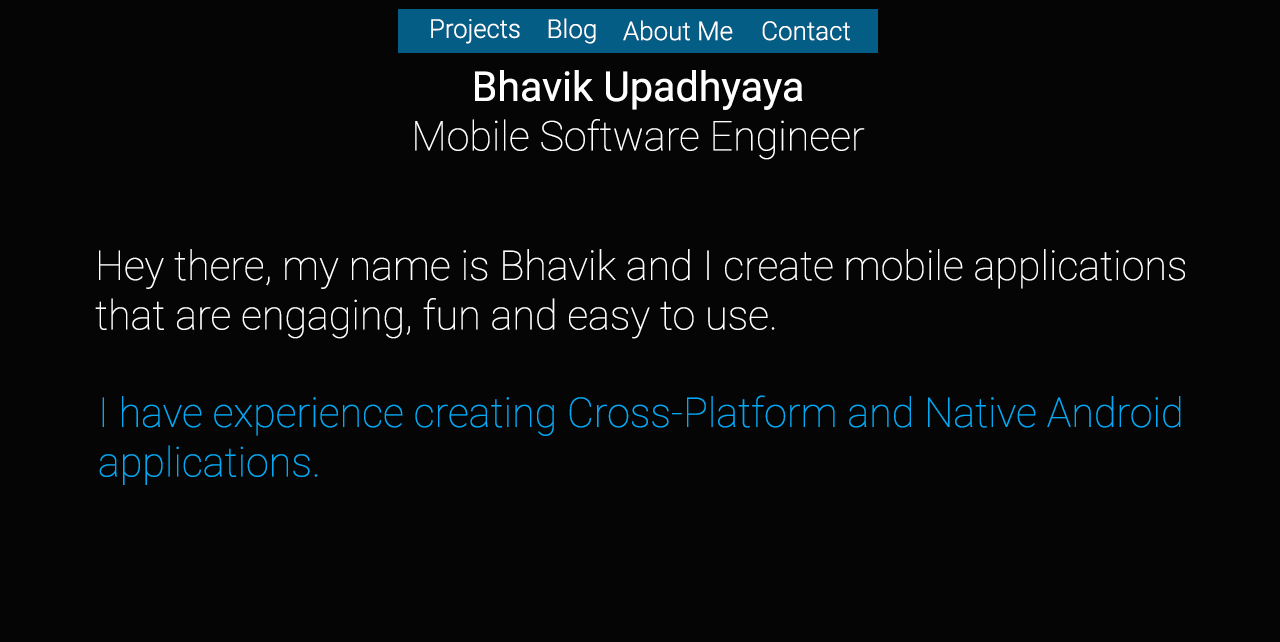 Projects Blog About Me Contact
Bhavik Upadhyaya
Mobile Software Engineer
Hey there, my name is Bhavik and I create mobile applications
that are engaging, fun and easy to use.
I have experience creating Cross-Platform and Native Android
applications.